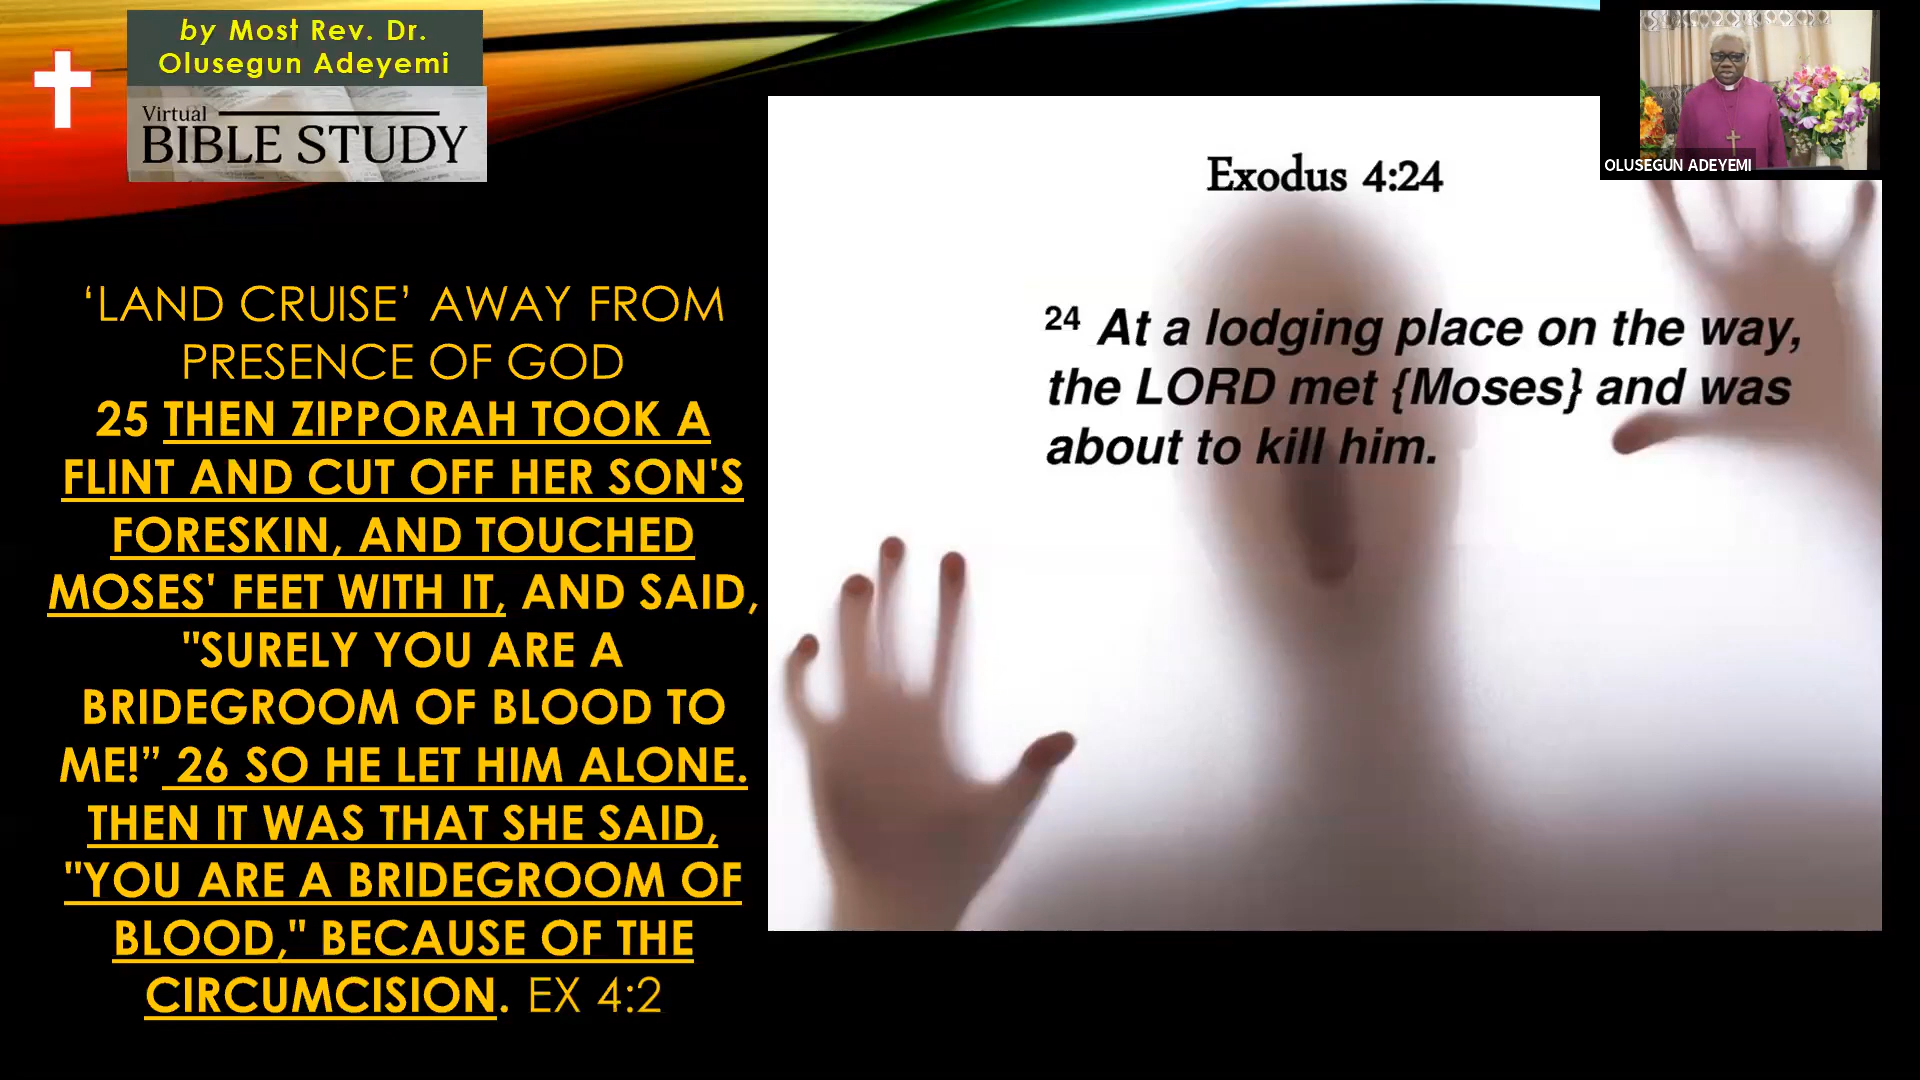 by Most Rev. Dr.
Olusegun Adeyemi
Virtual
BIBLE STUDY
‘LAND CRUISE’ AWAY FROM
PRESENCE OF GOD
25 THEN ZIPPORAH TOOK A
FLINT AND CUT OFF HER SON'S
FORESKIN, AND TOUCHED
MOSES' FEET WITH IT, AND SAID,
"SURELY YOU ARE A
BRIDEGROOM OF BLOOD TO
ME!” 26 SO HE LET HIM ALONE.
THEN IT WAS THAT SHE SAID,
"YOU ARE A BRIDEGROOM OF
BLOOD," BECAUSE OF THE
CIRCUMCISION. EX 4:2
Exodus 4:24
24 At a lodging place on the way,
the LORD met {Moses} and was
about to kill him.
OLUSEGUN ADEYEMI